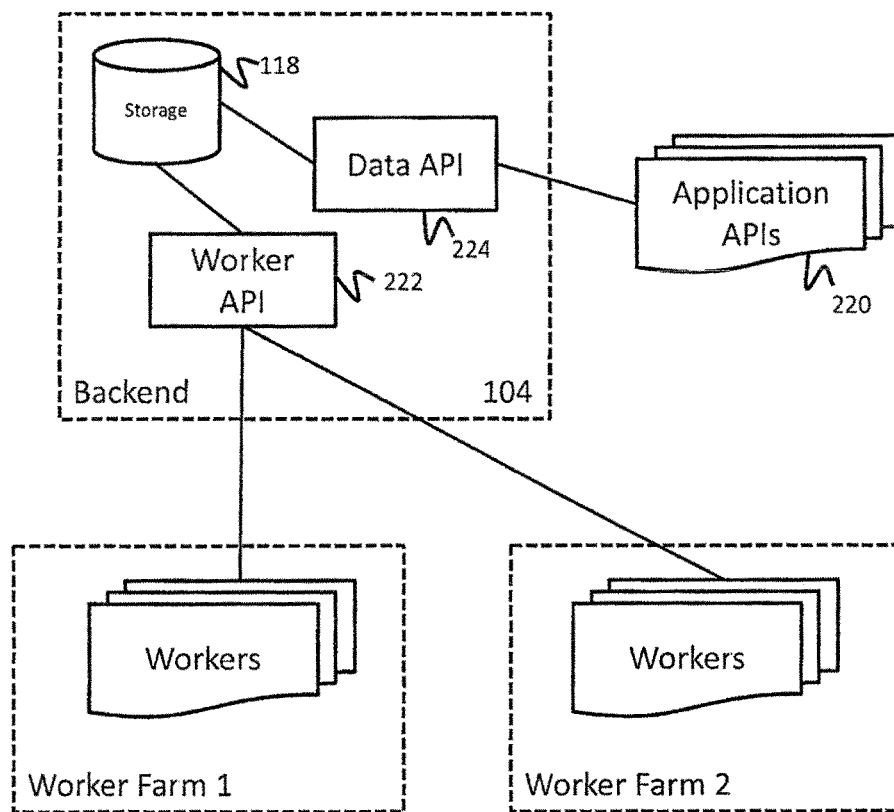 118
Storage
Data API
Application
APIs
224
Worker
API
222
220
Backend
104
Workers
Workers
Worker Farm 1
Worker Farm 2